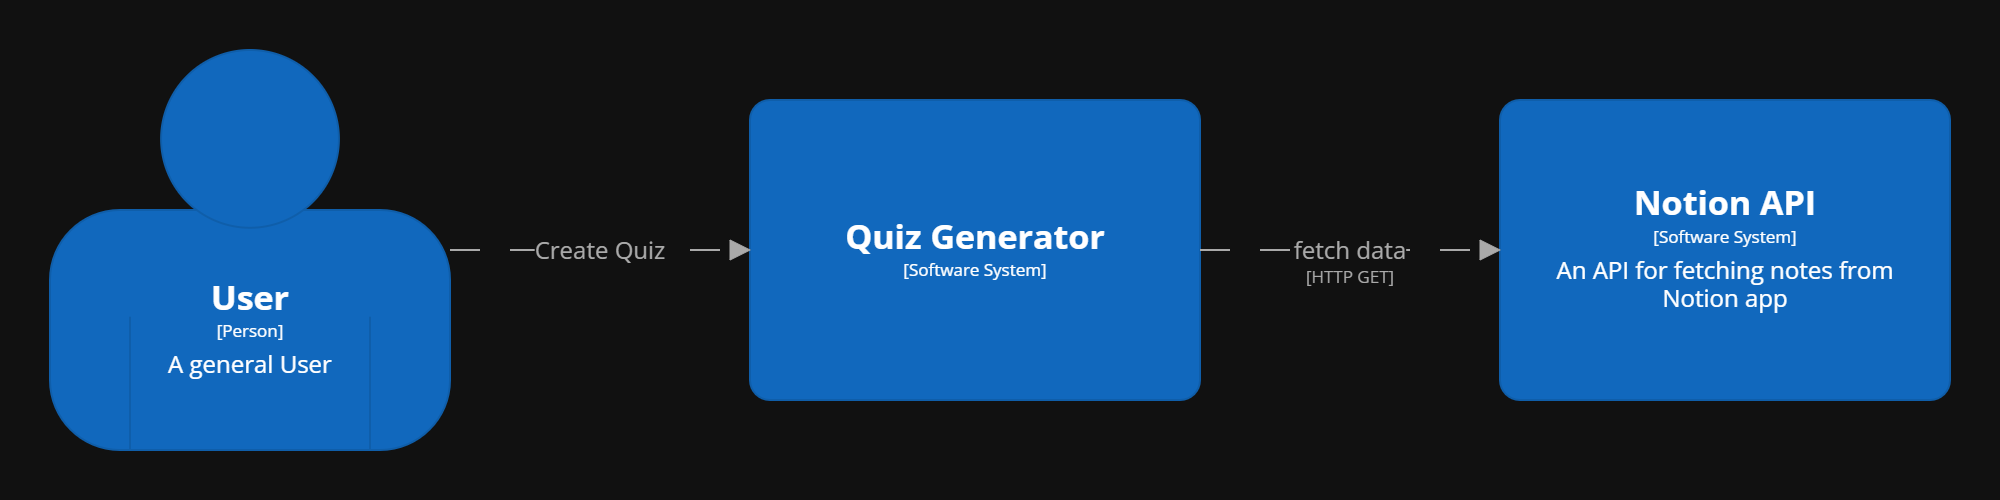 User
[Person]
A general User
Create Quiz
Quiz Generator
[Software System]
fetch data
[HTTP GET]
Notion API
[Software System]
An API for fetching notes from
Notion app